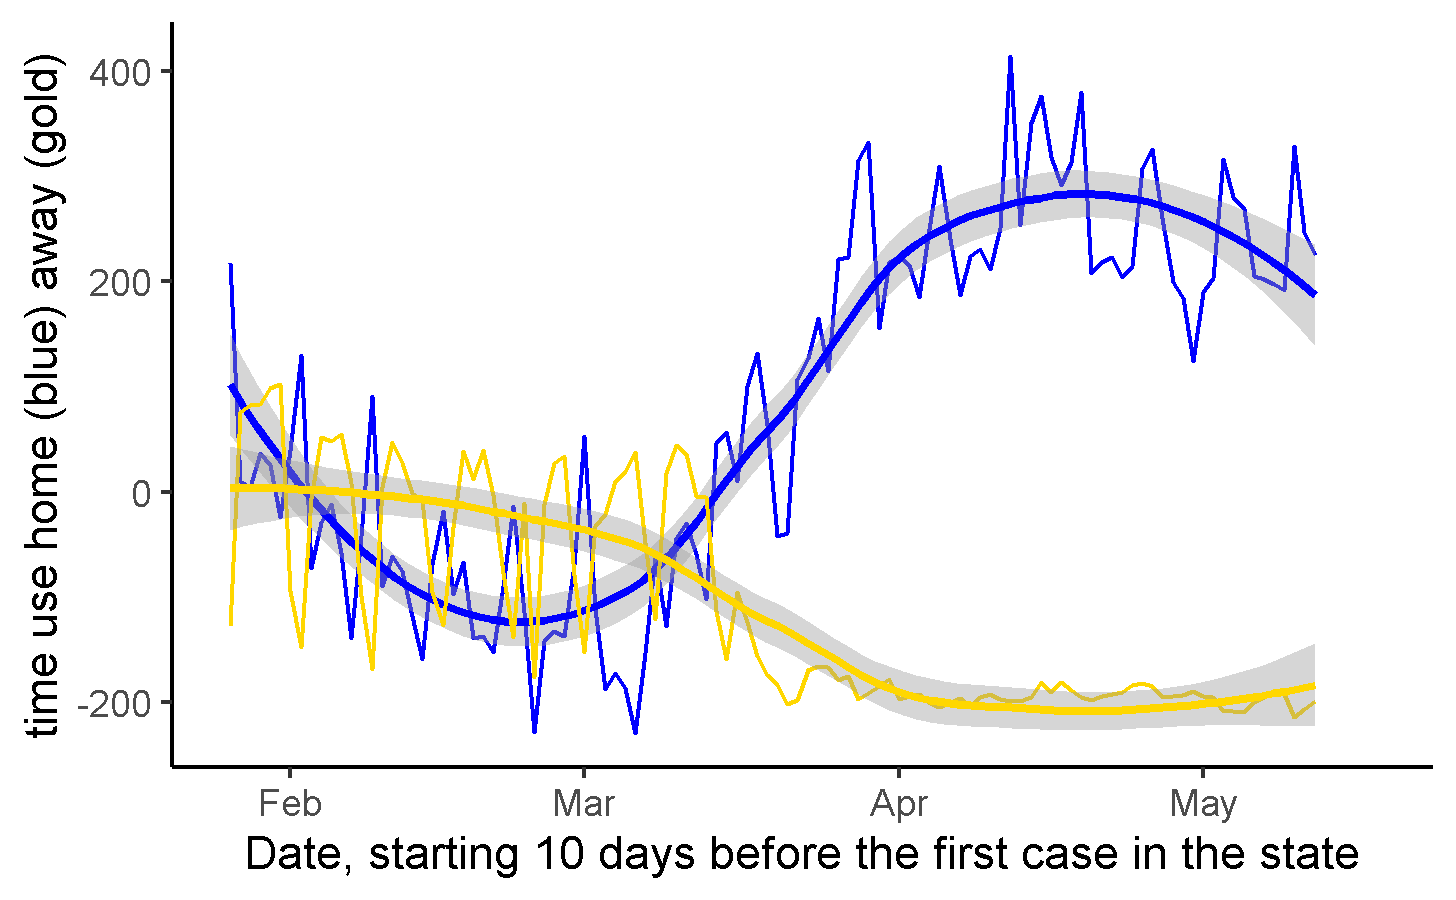 time use home (blue) away (gold)
400
200
0
-200
Feb Mar Apr May
Date, starting 10 days before the first case in the state